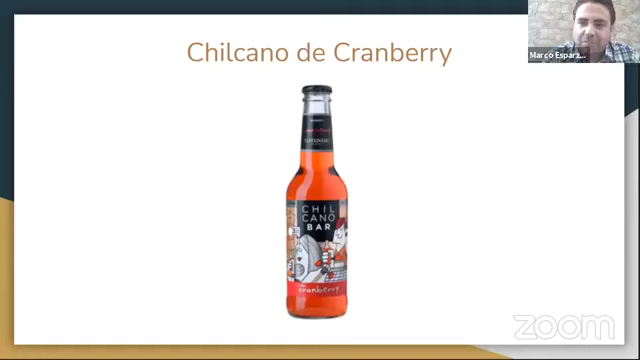 Chilcano de Cranberry
Marco Esparz...
CHIL
CANO
BAR
cranberry
zoom